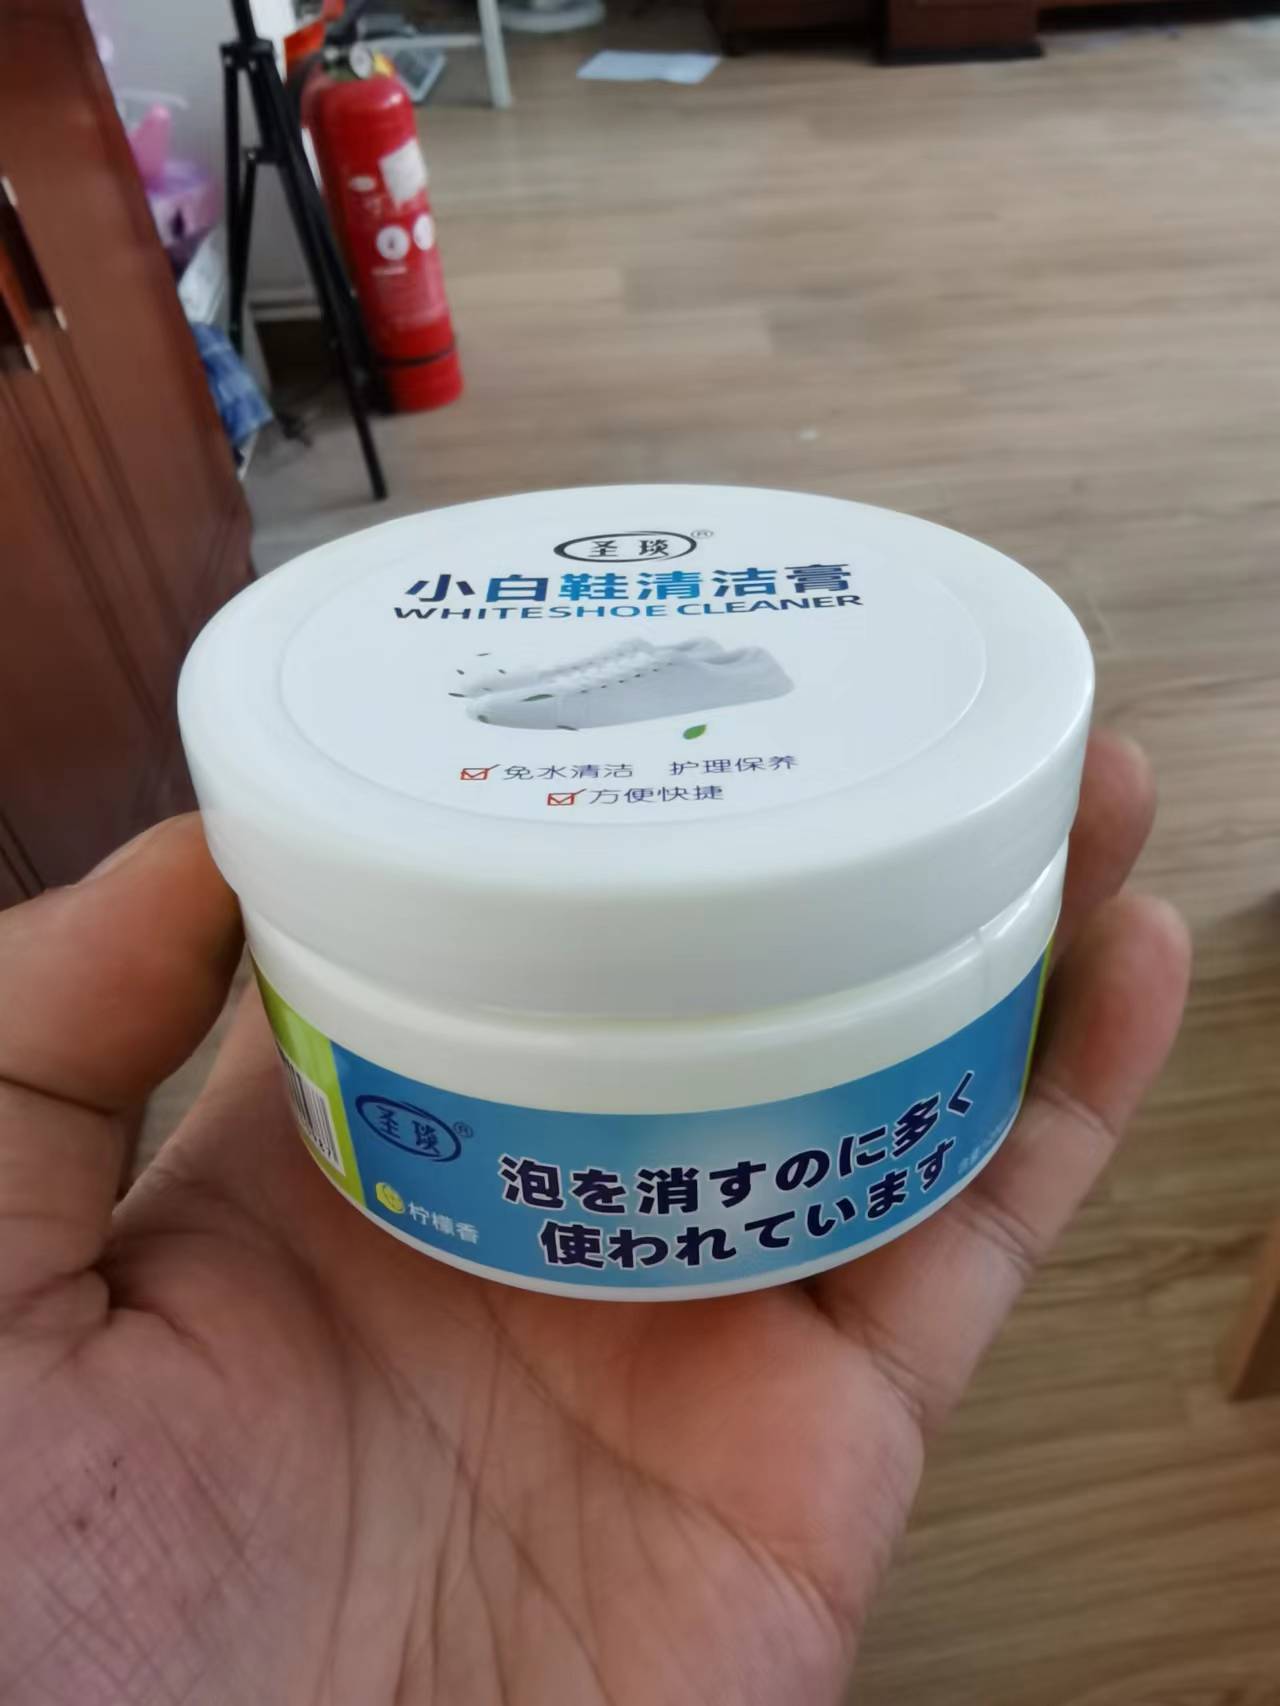 圣琰®
小白鞋清洁膏
WHITESHOE CLEANER
免水清洁 护理保养
方便快捷
圣琰®
柠檬香
泡を消すのに多く
使われています